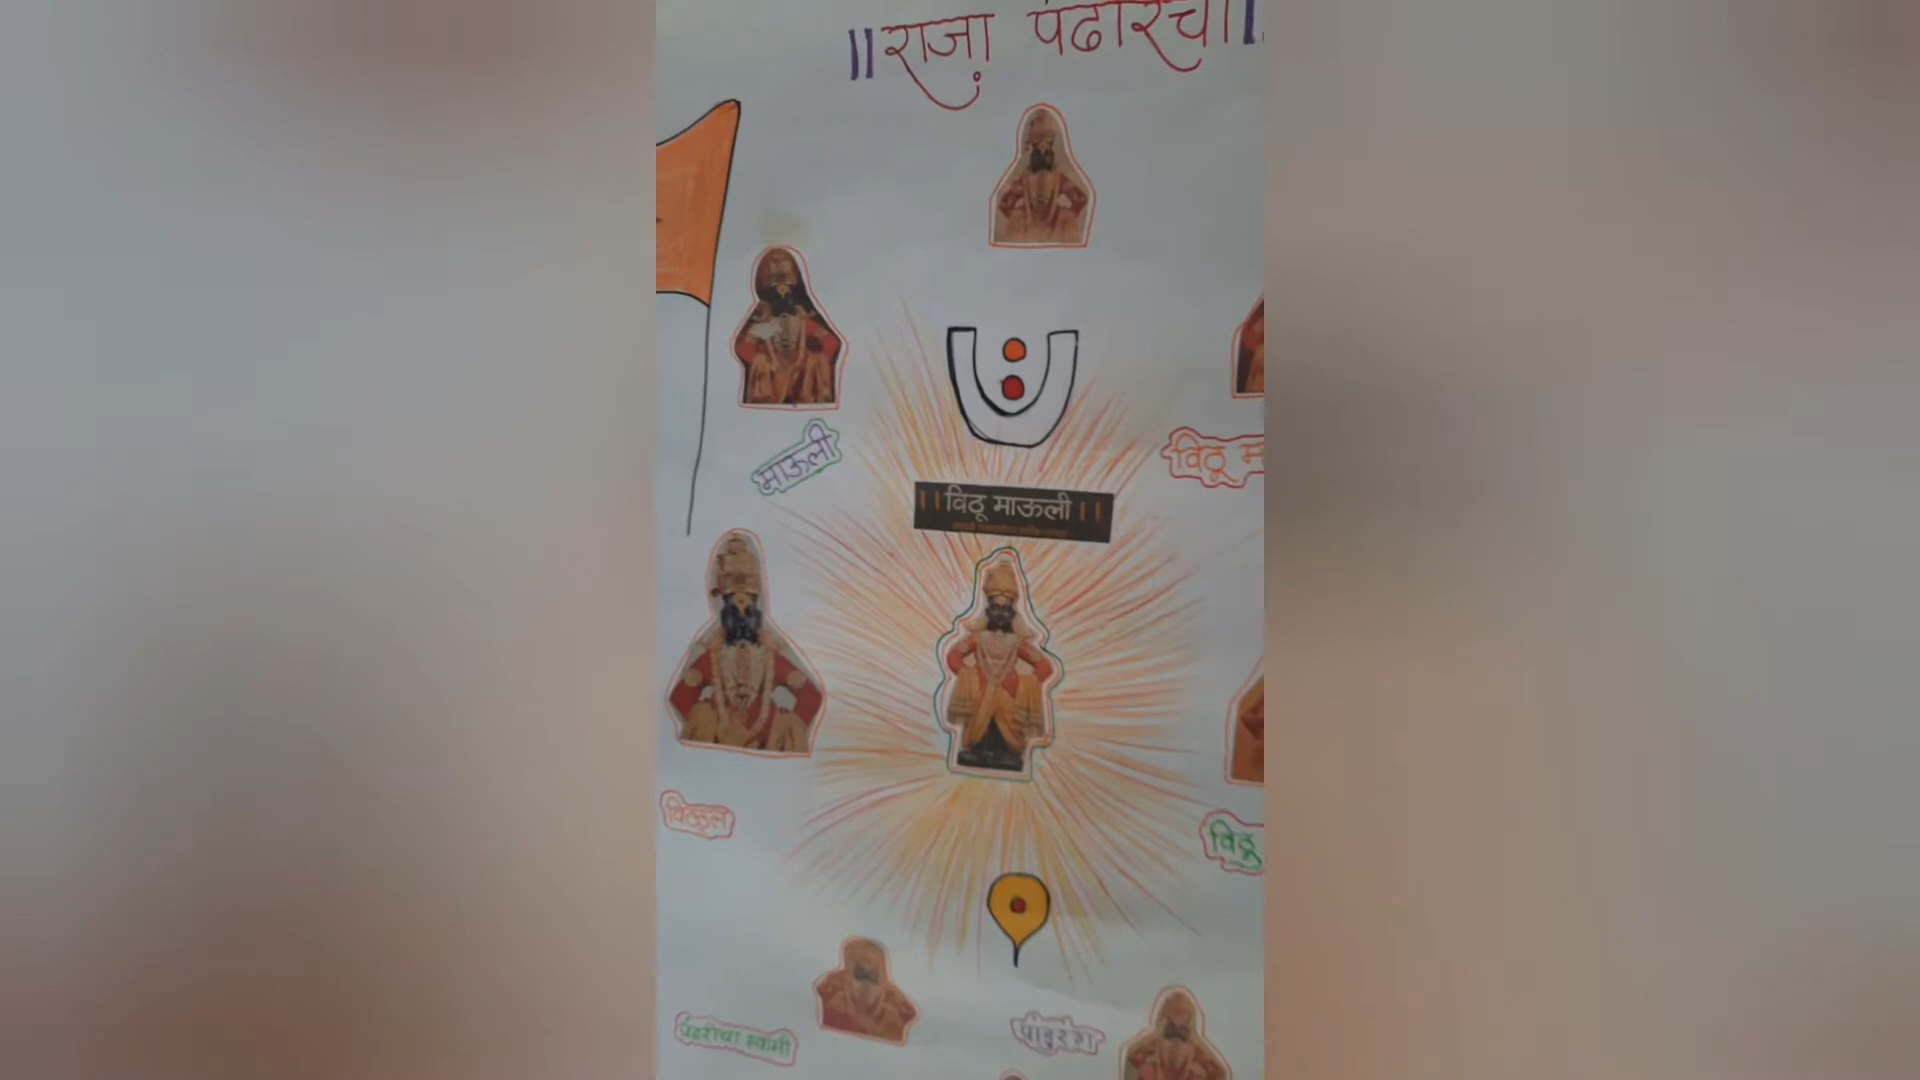 ॥राजा पंढरीचा॥
माऊली
विठू म
॥विठू माऊली॥
विठ्ठल
विठू
पंढरीचा स्वामी
पांडुरंग